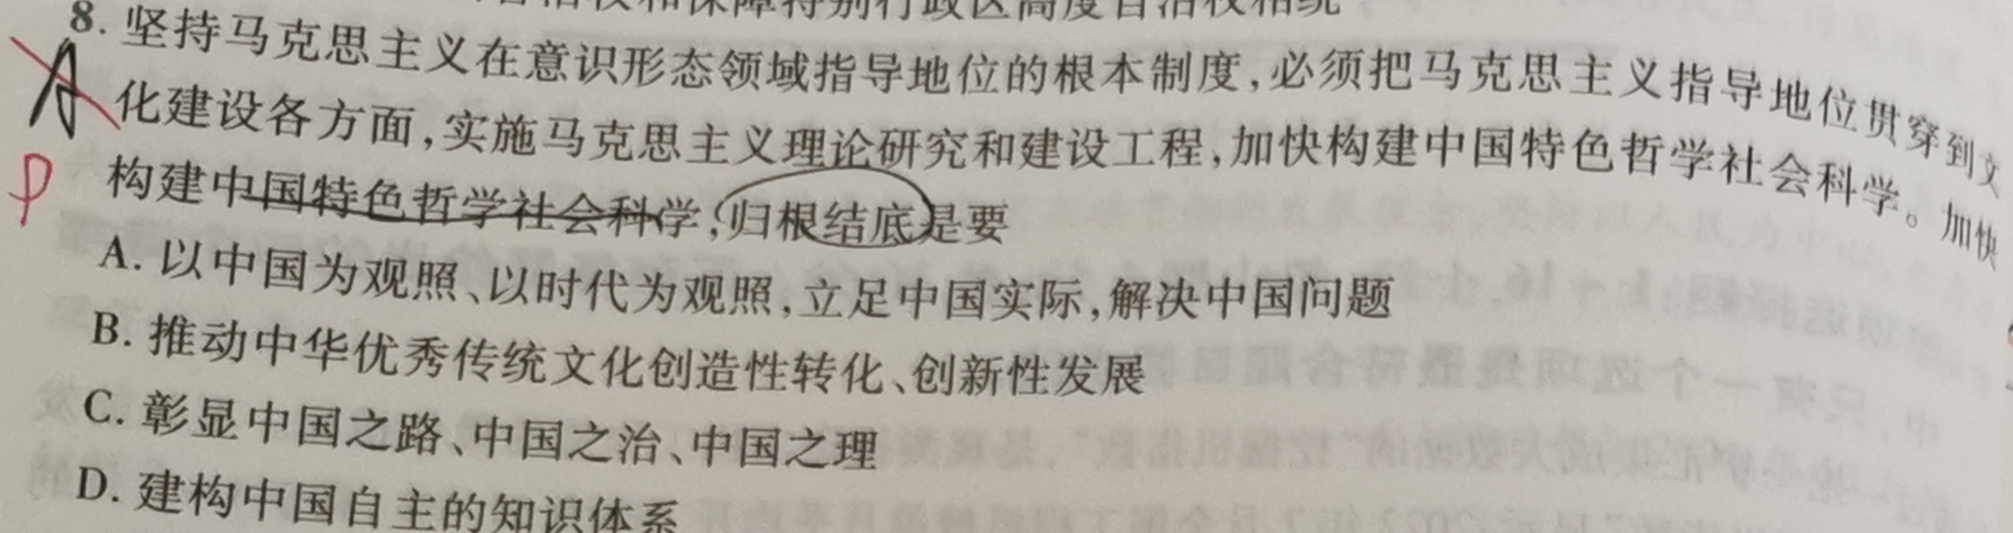 8. 坚持马克思主义在意识形态领域指导地位的根本制度,必须把马克思主义指导地位贯穿到文
化建设各方面,实施马克思主义理论研究和建设工程,加快构建中国特色哲学社会科学。加快
构建中国特色哲学社会科学,归根结底是要
A. 以中国为观照、以时代为观照,立足中国实际,解决中国问题
B. 推动中华优秀传统文化创造性转化、创新性发展
C. 彰显中国之路、中国之治、中国之理
D. 建构中国自主的知识体系
A